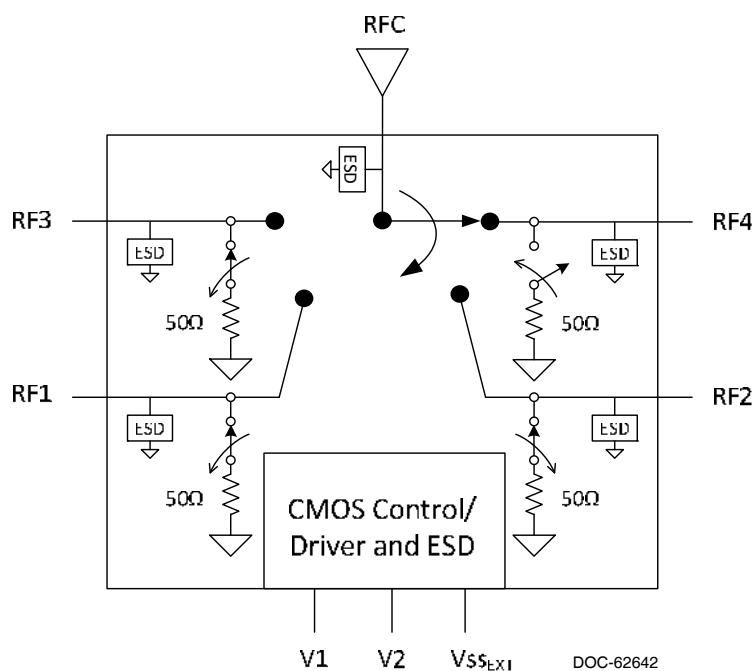 RFC
ESD
RF3
RF4
ESD
ESD
50Ω
50Ω
RF1
RF2
ESD
ESD
50Ω
50Ω
CMOS Control/
Driver and ESD
V1
V2
VssEXT
DOC-62642